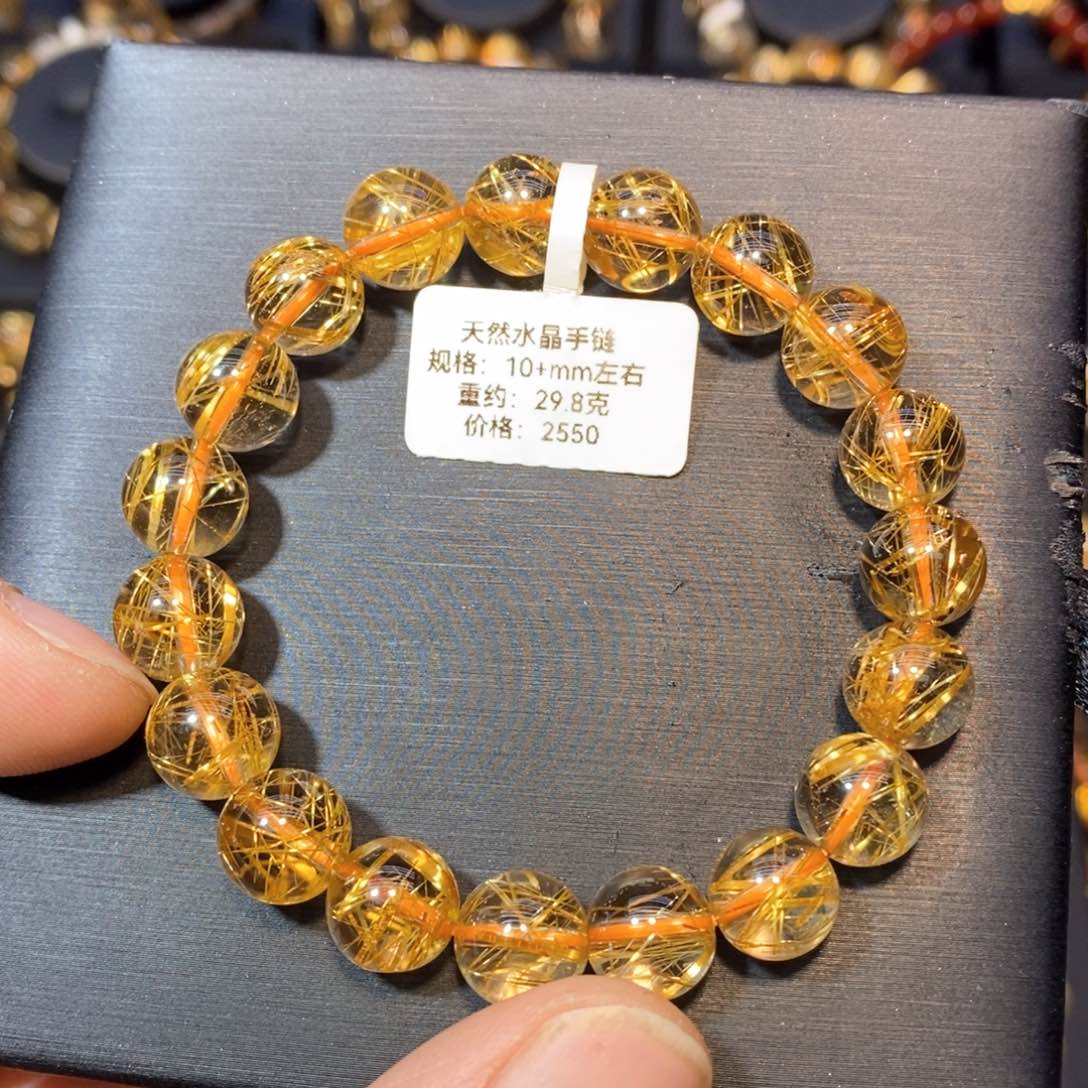 天然水晶手链
规格：10+mm左右
重约：29.8克
价格：2550